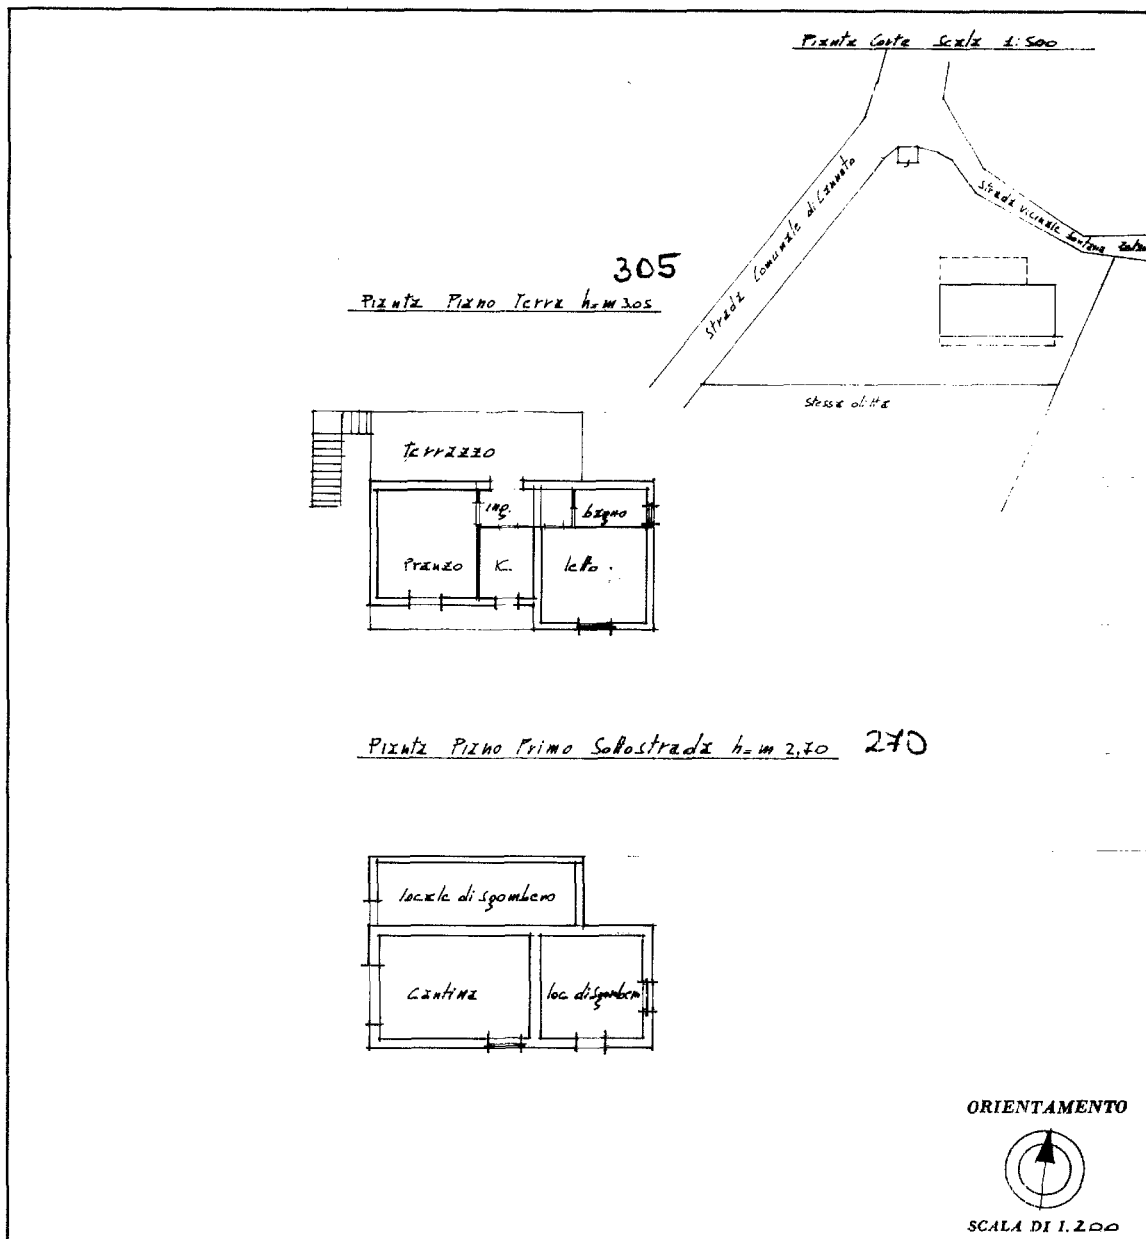 Pianta Corte Scala 1:500
Strada Comunale di Cannato
Strada vicinale
s
305
Pianta Piano Terra h=m 3.05
Stessa ditta
Terrazzo
ing.
bagno
Pranzo
K.
letto
Pianta Piano Primo Sottostrada h=m 2,70
270
locale di sgombero
Cantina
loc. di Sgombero
ORIENTAMENTO
SCALA DI 1.200